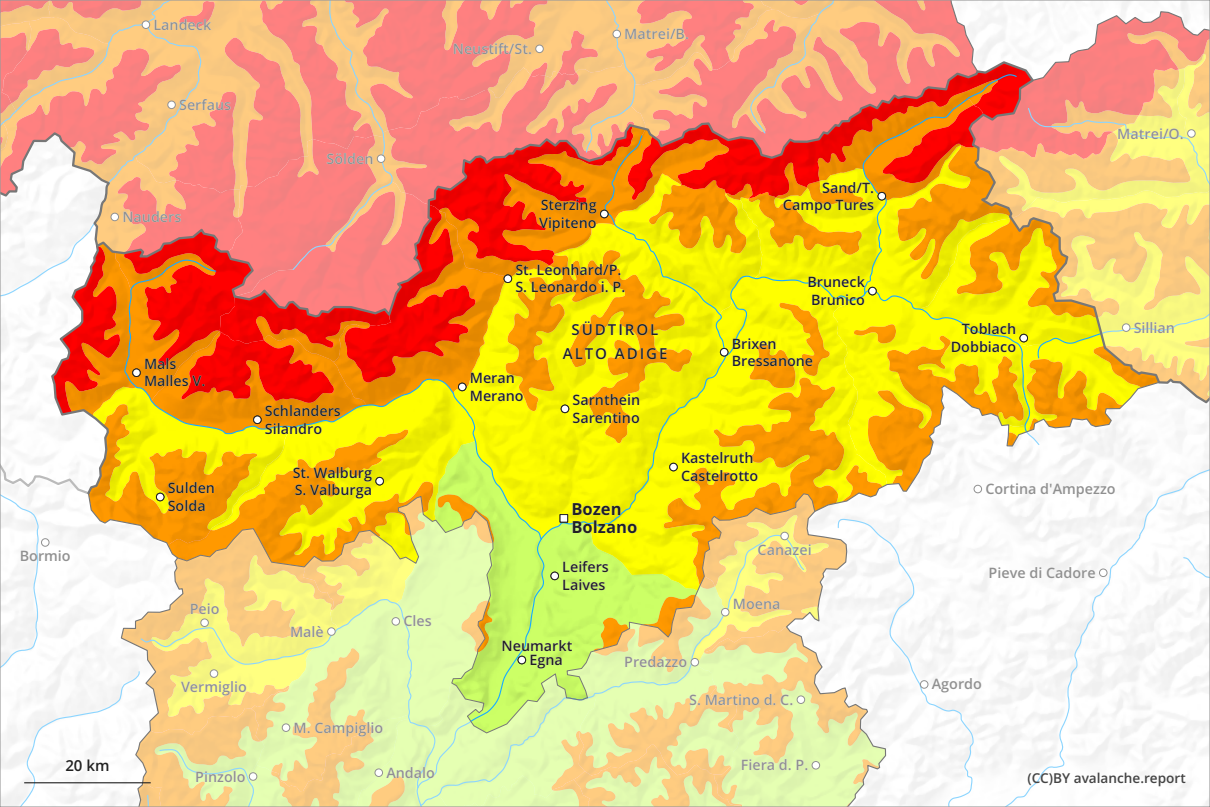 Landeck
Matrei/B
Neustift/St.
Serfaus
Matrei/O.
Sölden
Sand/T.
Campo Tures
Sterzing
Vipiteno
Nauders
St. Leonhard/P.
S. Leonardo i. P.
Bruneck
Brunico
SÜDTIROL
ALTO ADIGE
Toblach
Dobbiaco
Sillian
Brixen
Bressanone
Mals
Malles V.
Meran
Merano
Sarnthein
Sarentino
Schlanders
Silandro
Kastelruth
Castelrotto
St. Walburg
S. Valburga
Sulden
Solda
Cortina d'Ampezzo
Bozen
Bolzano
Bormio
Canazei
Leifers
Laives
Pieve di Cadore
Peio
Moena
Cles
Malè
Neumarkt
Egna
Predazzo
Vermiglio
Agordo
S. Martino d. C.
M. Campiglio
20 km
Fiera d. P.
Pinzolo
Andalo
(CC)BY avalanche.report